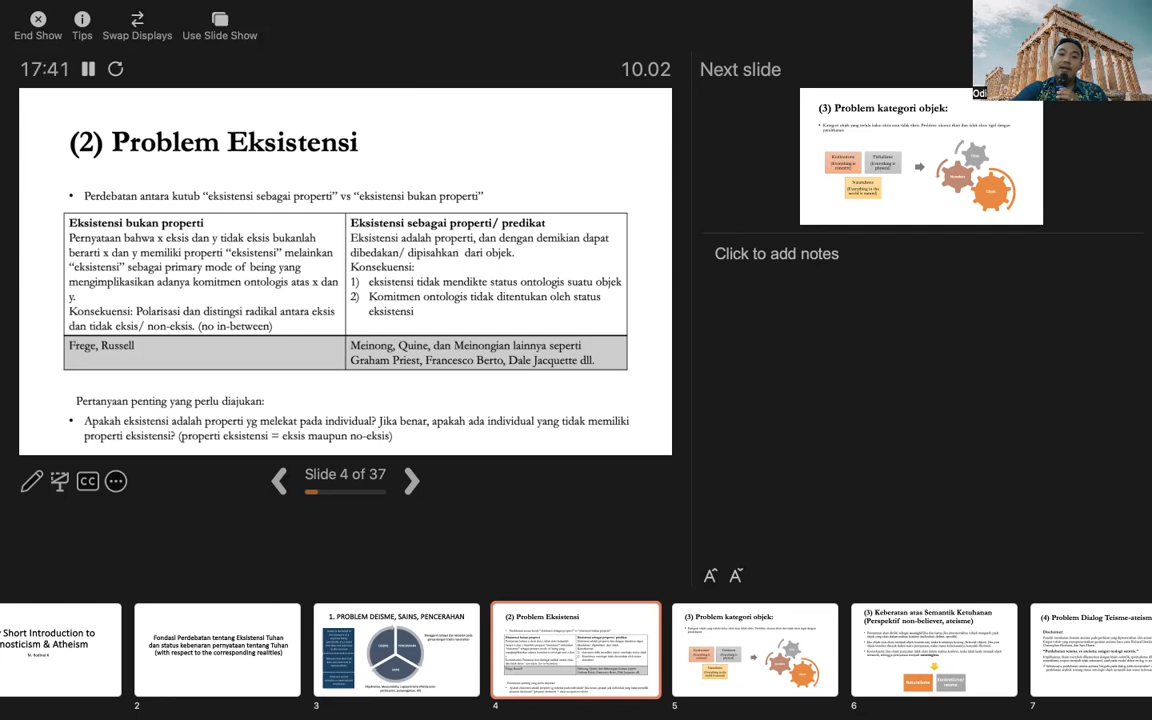 End Show
Tips
Swap Displays
Use Slide Show
17:41
10.02
Next slide
Odi
(2) Problem Eksistensi
• Perdebatan antara kutub “eksistensi sebagai properti” vs “eksistensi bukan properti”
Eksistensi bukan properti
Pernyataan bahwa x eksis dan y tidak eksis bukanlah
berarti x dan y memiliki properti “eksistensi” melainkan
“eksistensi” sebagai primary mode of being yang
mengimplikasikan adanya komitmen ontologis atas x dan
y.
Konsekuensi: Polarisasi dan distingsi radikal antara eksis
dan tidak eksis/ non-eksis. (no in-between)
Eksistensi sebagai properti/ predikat
Eksistensi adalah properti, dan dengan demikian dapat
dibedakan/ dipisahkan dari objek.
Konsekuensi:
1) eksistensi tidak mendikte status ontologis suatu objek
2) Komitmen ontologis tidak ditentukan oleh status
eksistensi
Frege, Russell
Meinong, Quine, dan Meinongian lainnya seperti
Graham Priest, Francesco Berto, Dale Jacquette dll.
Pertanyaan penting yang perlu diajukan:
• Apakah eksistensi adalah properti yg melekat pada individual? Jika benar, apakah ada individual yang tidak memiliki
properti eksistensi? (properti eksistensi = eksis maupun no-eksis)
(3) Problem kategori objek:
Click to add notes
CC
Slide 4 of 37
Short Introduction to
nosticism & Atheism
Fondasi Perdebatan tentang Eksistensi Tuhan
dan status kebenaran pernyataan tentang Tuhan
(with respect to the corresponding realities)
1. PROBLEM DEISME, SAINS, PENCERAHAN
(2) Problem Eksistensi
(3) Problem kategori objek:
(3) Keberatan atas Semantik Ketuhanan
(Perspektif non-believer, atheisme)
(4) Problem Dialog Teisme-ateism
2
3
4
5
6
7